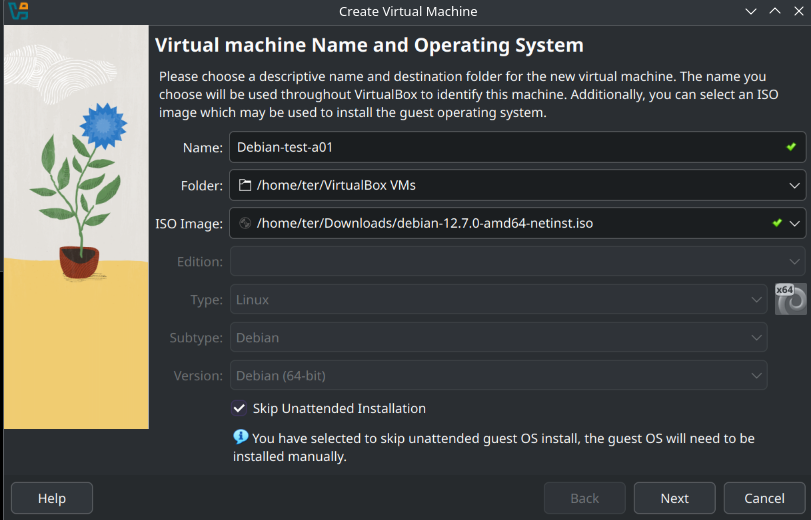 Create Virtual Machine
Virtual machine Name and Operating System
Please choose a descriptive name and destination folder for the new virtual machine. The name you
choose will be used throughout VirtualBox to identify this machine. Additionally, you can select an ISO
image which may be used to install the guest operating system.
Name: Debian-test-a01
Folder: /home/ter/VirtualBox VMs
ISO Image: /home/ter/Downloads/debian-12.7.0-amd64-netinst.iso
Edition:
Type: Linux x64
Subtype: Debian
Version: Debian (64-bit)
Skip Unattended Installation
You have selected to skip unattended guest OS install, the guest OS will need to be
installed manually.
Help Back Next Cancel